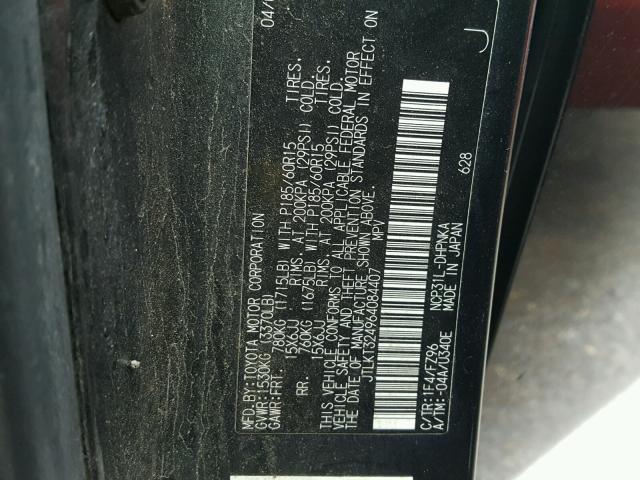 MFD.BY:TOYOTA MOTOR CORPORATION 04/
GVWR:1530KG (3370LB)
GAWR:FRT 780KG (1715LB) WITH P185/60R15 TIRES.
15X6JJ RIMS. AT 200KPA (29PSI) COLD.
RR. 760KG (1675LB) WITH P185/60R15 TIRES.
15X6JJ RIMS. AT 200KPA (29PSI) COLD.
THIS VEHICLE CONFORMS TO ALL APPLICABLE FEDERAL MOTOR
VEHICLE SAFETY AND THEFT PREVENTION STANDARDS IN EFFECT ON
THE DATE OF MANUFACTURE SHOWN ABOVE.
JTLKT324964084407 MPV
J
C/TR:1F4/FZ96 NCP31L-DHPNKA 628
A/TM:-04A/U340E MADE IN JAPAN